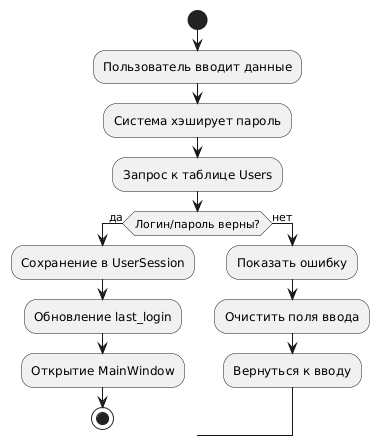 Пользователь вводит данные
Система хэширует пароль
Запрос к таблице Users
да
Логин/пароль верны?
нет
Сохранение в UserSession
Показать ошибку
Обновление last_login
Очистить поля ввода
Открытие MainWindow
Вернуться к вводу